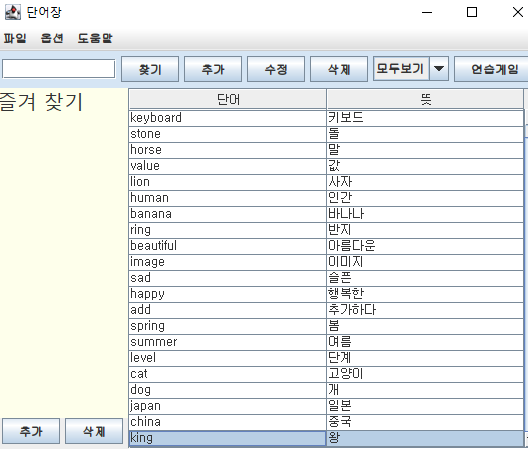 단어장
파일 옵션 도움말
찾기 추가 수정 삭제 모두보기 연습게임
즐겨 찾기
단어 뜻
keyboard 키보드
stone 돌
horse 말
value 값
lion 사자
human 인간
banana 바나나
ring 반지
beautiful 아름다운
image 이미지
sad 슬픈
happy 행복한
add 추가하다
spring 봄
summer 여름
level 단계
cat 고양이
dog 개
japan 일본
china 중국
king 왕
추가 삭제